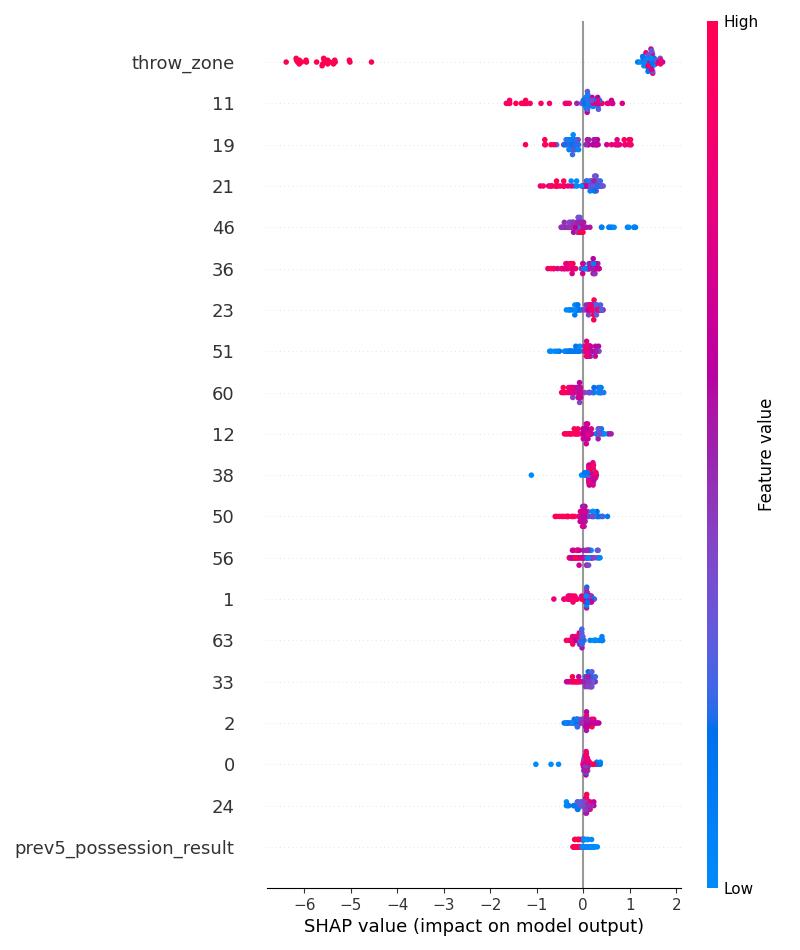 High
throw_zone
11
19
21
46
36
23
51
60
12
38
50
56
1
63
33
2
0
24
prev5_possession_result
Feature value
Low
−6 −5 −4 −3 −2 −1 0 1 2
SHAP value (impact on model output)